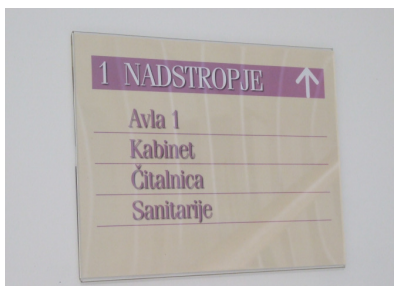 1 NADSTROPJE
Avla 1
Kabinet
Čitalnica
Sanitarije